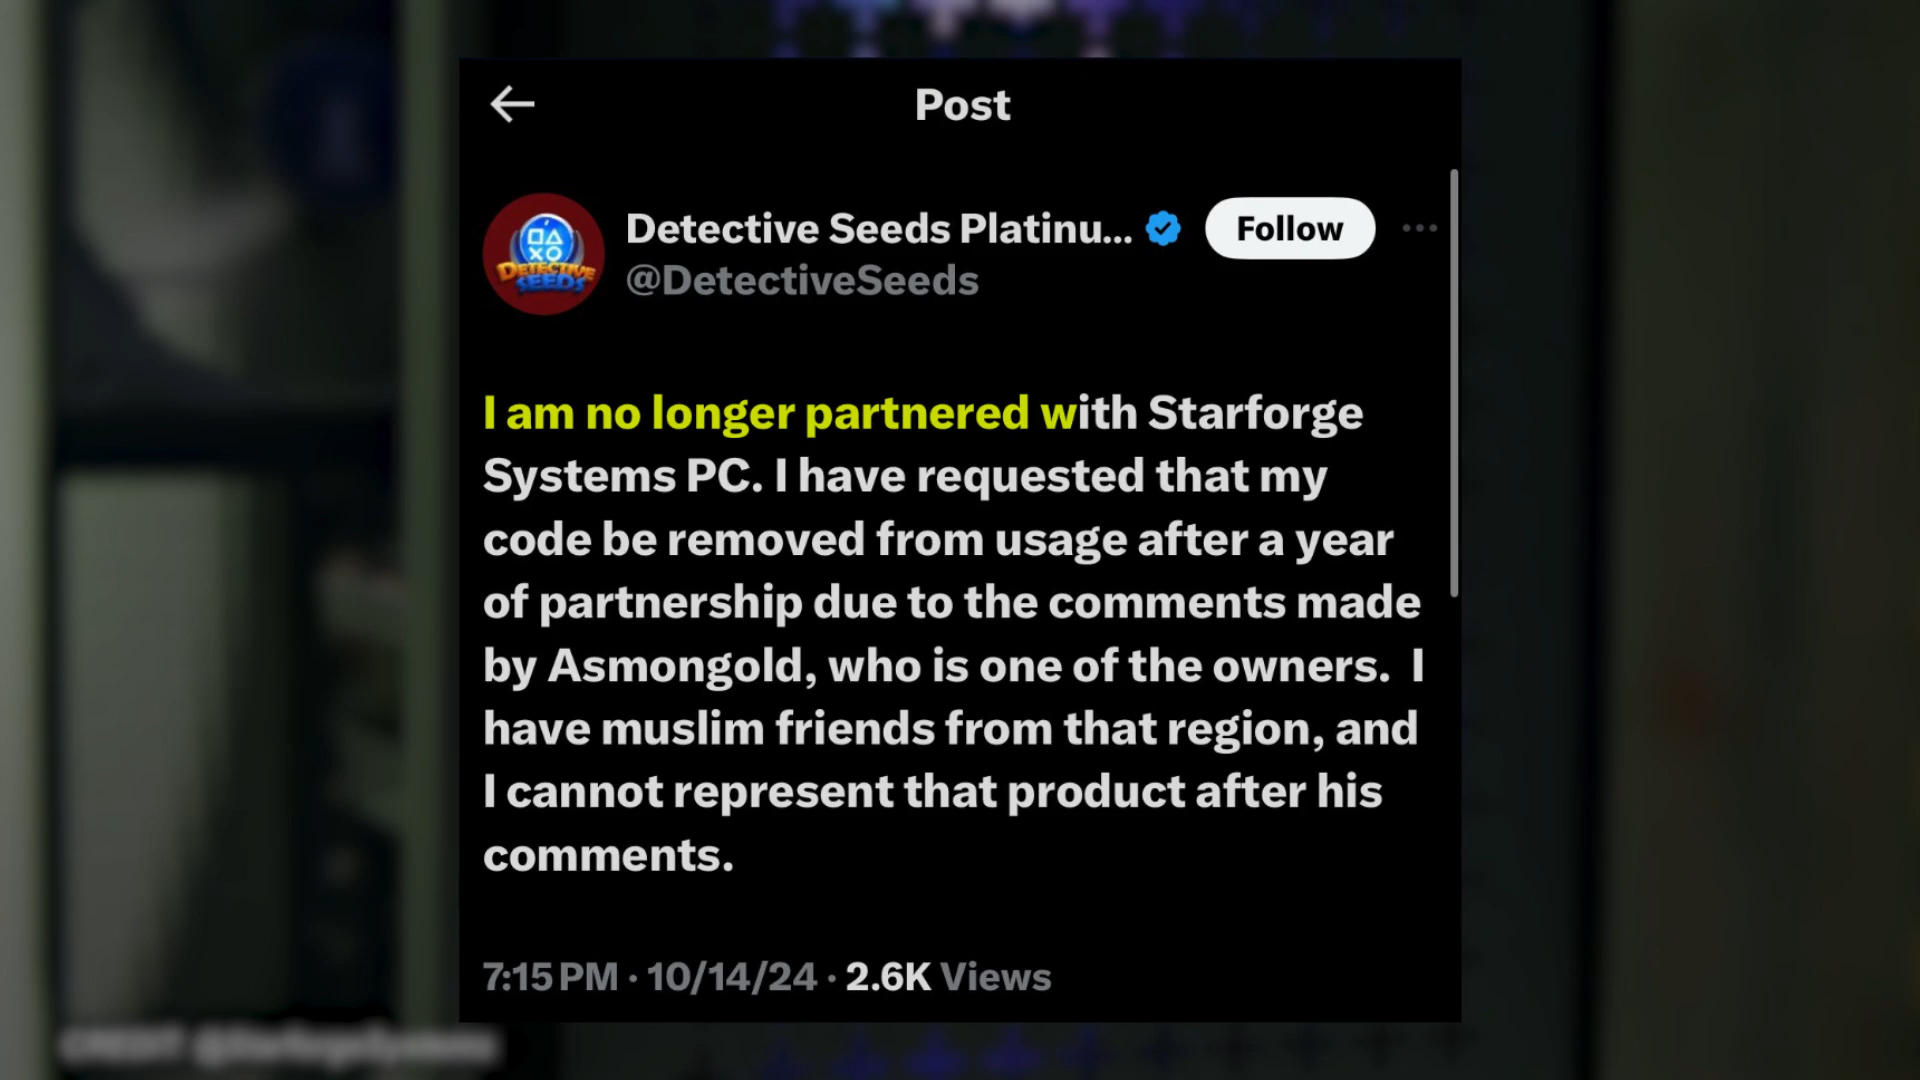 Post
Detective Seeds Platinu...
Follow
@DetectiveSeeds
DETECTIVE
SEEDS
I am no longer partnered with Starforge
Systems PC. I have requested that my
code be removed from usage after a year
of partnership due to the comments made
by Asmongold, who is one of the owners.  I
have muslim friends from that region, and
I cannot represent that product after his
comments.
7:15 PM · 10/14/24 · 2.6K Views